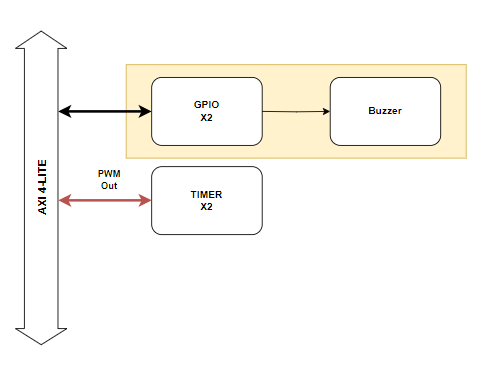 GPIO
X2
Buzzer
AXI 4-LITE
PWM
Out
TIMER
X2